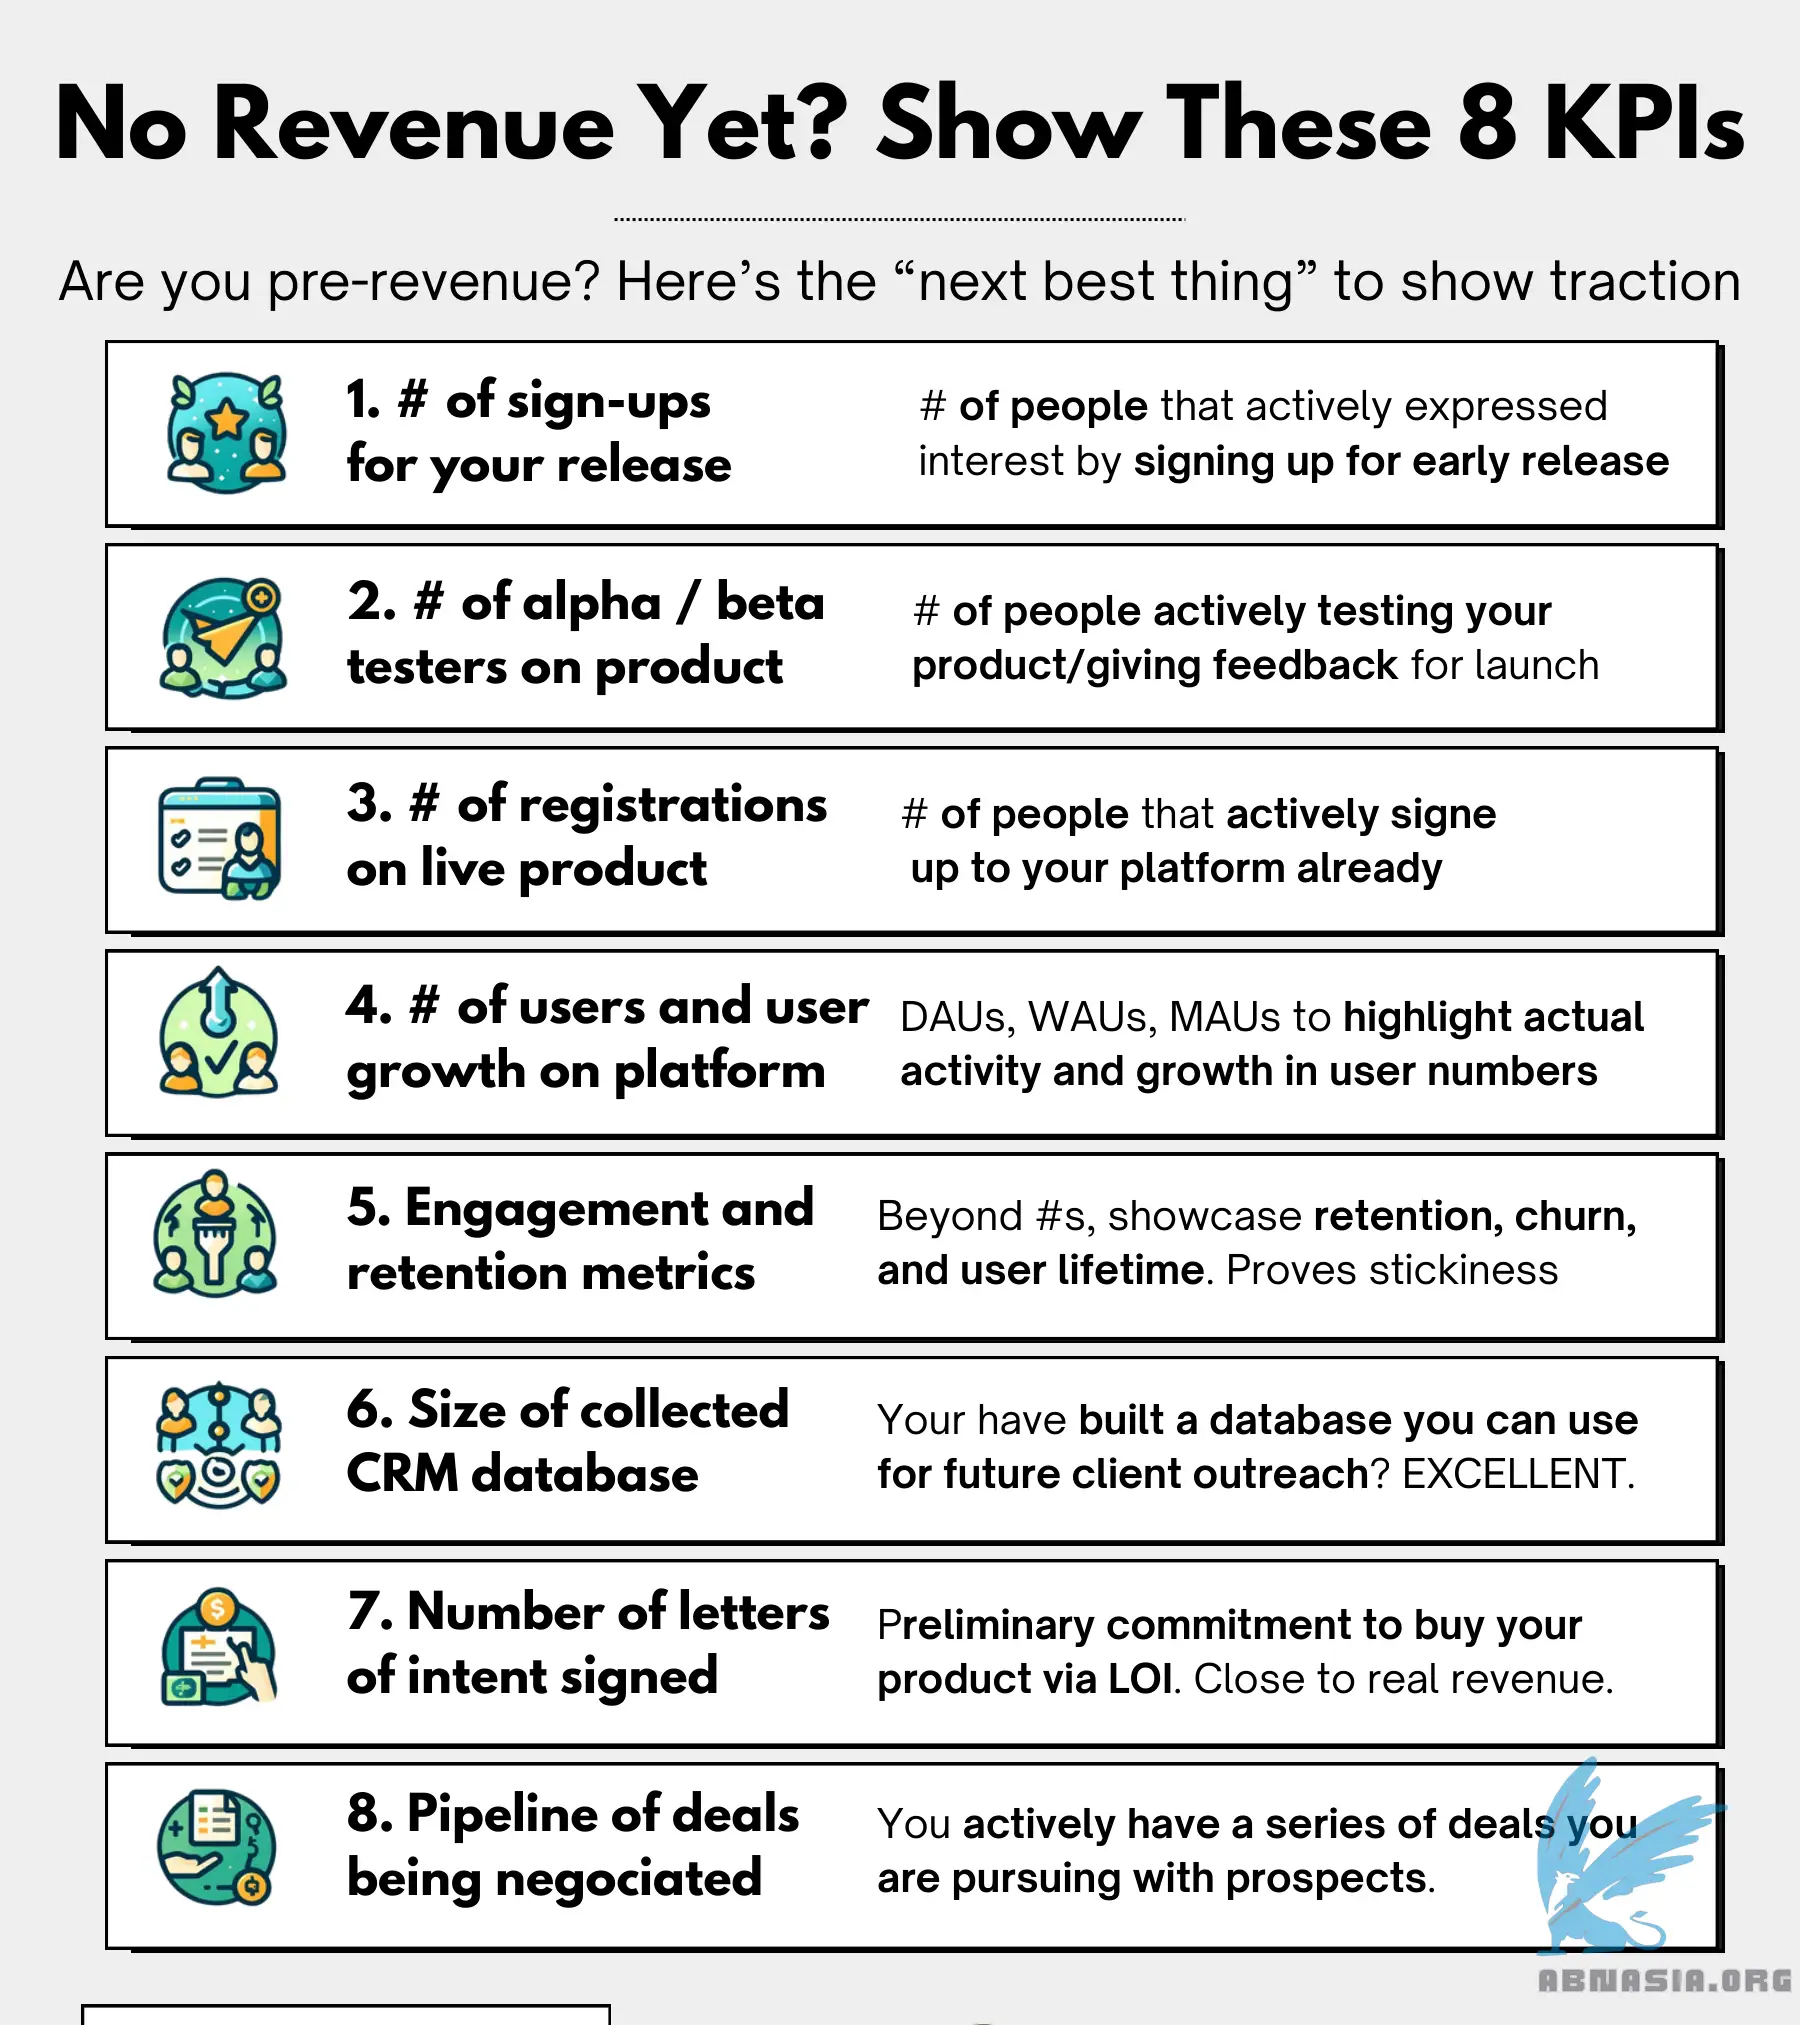 No Revenue Yet? Show These 8 KPIs
Are you pre-revenue? Here’s the “next best thing” to show traction
1. # of sign-ups
for your release
# of people that actively expressed
interest by signing up for early release
2. # of alpha / beta
testers on product
# of people actively testing your
product/giving feedback for launch
3. # of registrations
on live product
# of people that actively signe
up to your platform already
4. # of users and user
growth on platform
DAUs, WAUs, MAUs to highlight actual
activity and growth in user numbers
5. Engagement and
retention metrics
Beyond #s, showcase retention, churn,
and user lifetime. Proves stickiness
6. Size of collected
CRM database
Your have built a database you can use
for future client outreach? EXCELLENT.
7. Number of letters
of intent signed
Preliminary commitment to buy your
product via LOI. Close to real revenue.
8. Pipeline of deals
being negociated
You actively have a series of deals you
are pursuing with prospects.
ABNASIA.ORG